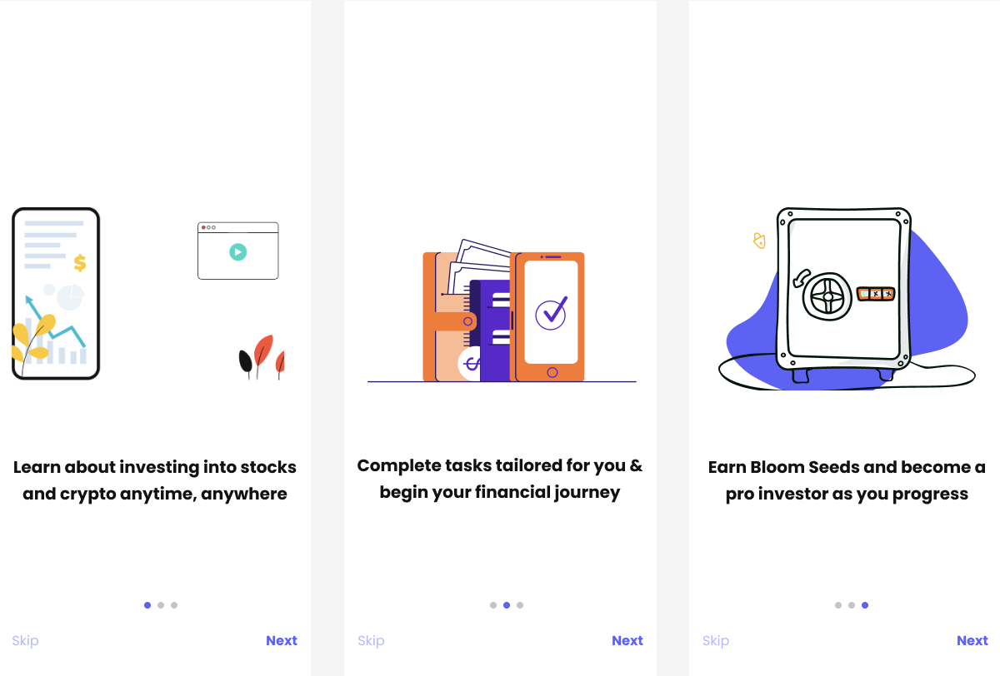 $
$
Learn about investing into stocks
and crypto anytime, anywhere
Skip
Next
Complete tasks tailored for you &
begin your financial journey
Skip
Next
Earn Bloom Seeds and become a
pro investor as you progress
Skip
Next